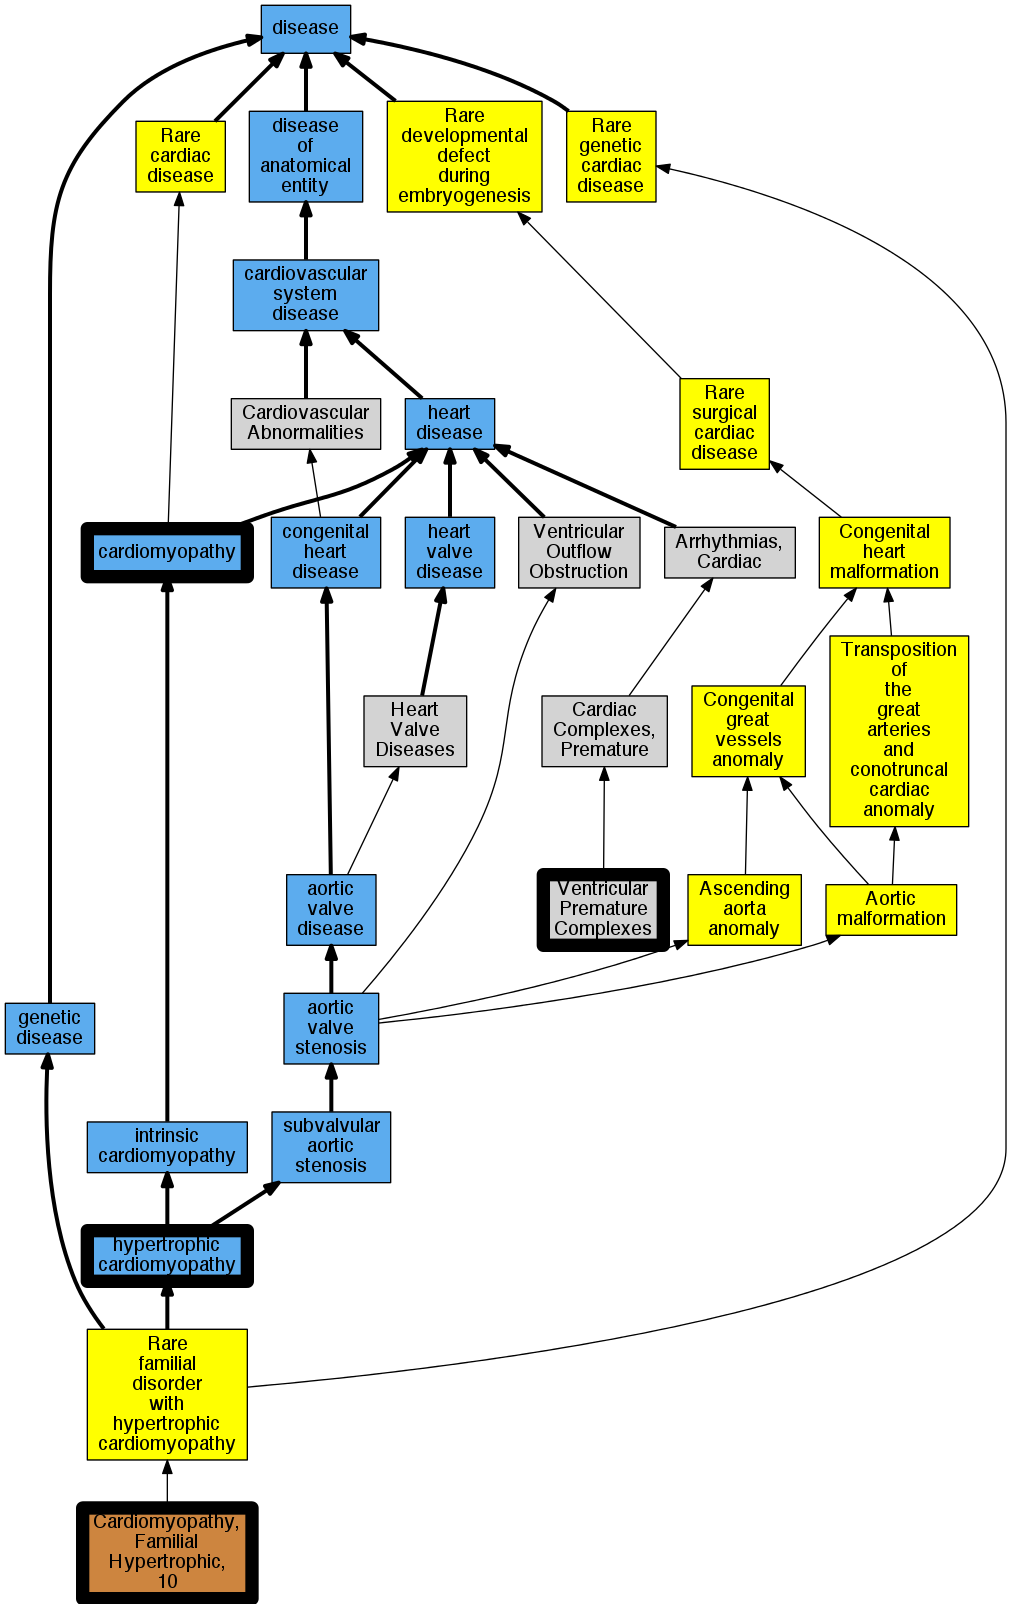 disease
Rare
cardiac
disease
disease
of
anatomical
entity
Rare
developmental
defect
during
embryogenesis
Rare
genetic
cardiac
disease
cardiovascular
system
disease
Cardiovascular
Abnormalities
heart
disease
Rare
surgical
cardiac
disease
cardiomyopathy
congenital
heart
disease
heart
valve
disease
Ventricular
Outflow
Obstruction
Arrhythmias,
Cardiac
Congenital
heart
malformation
Heart
Valve
Diseases
Cardiac
Complexes,
Premature
Congenital
great
vessels
anomaly
Transposition
of
the
great
arteries
and
conotruncal
cardiac
anomaly
aortic
valve
disease
Ventricular
Premature
Complexes
Ascending
aorta
anomaly
Aortic
malformation
genetic
disease
aortic
valve
stenosis
intrinsic
cardiomyopathy
subvalvular
aortic
stenosis
hypertrophic
cardiomyopathy
Rare
familial
disorder
with
hypertrophic
cardiomyopathy
Cardiomyopathy,
Familial
Hypertrophic,
10